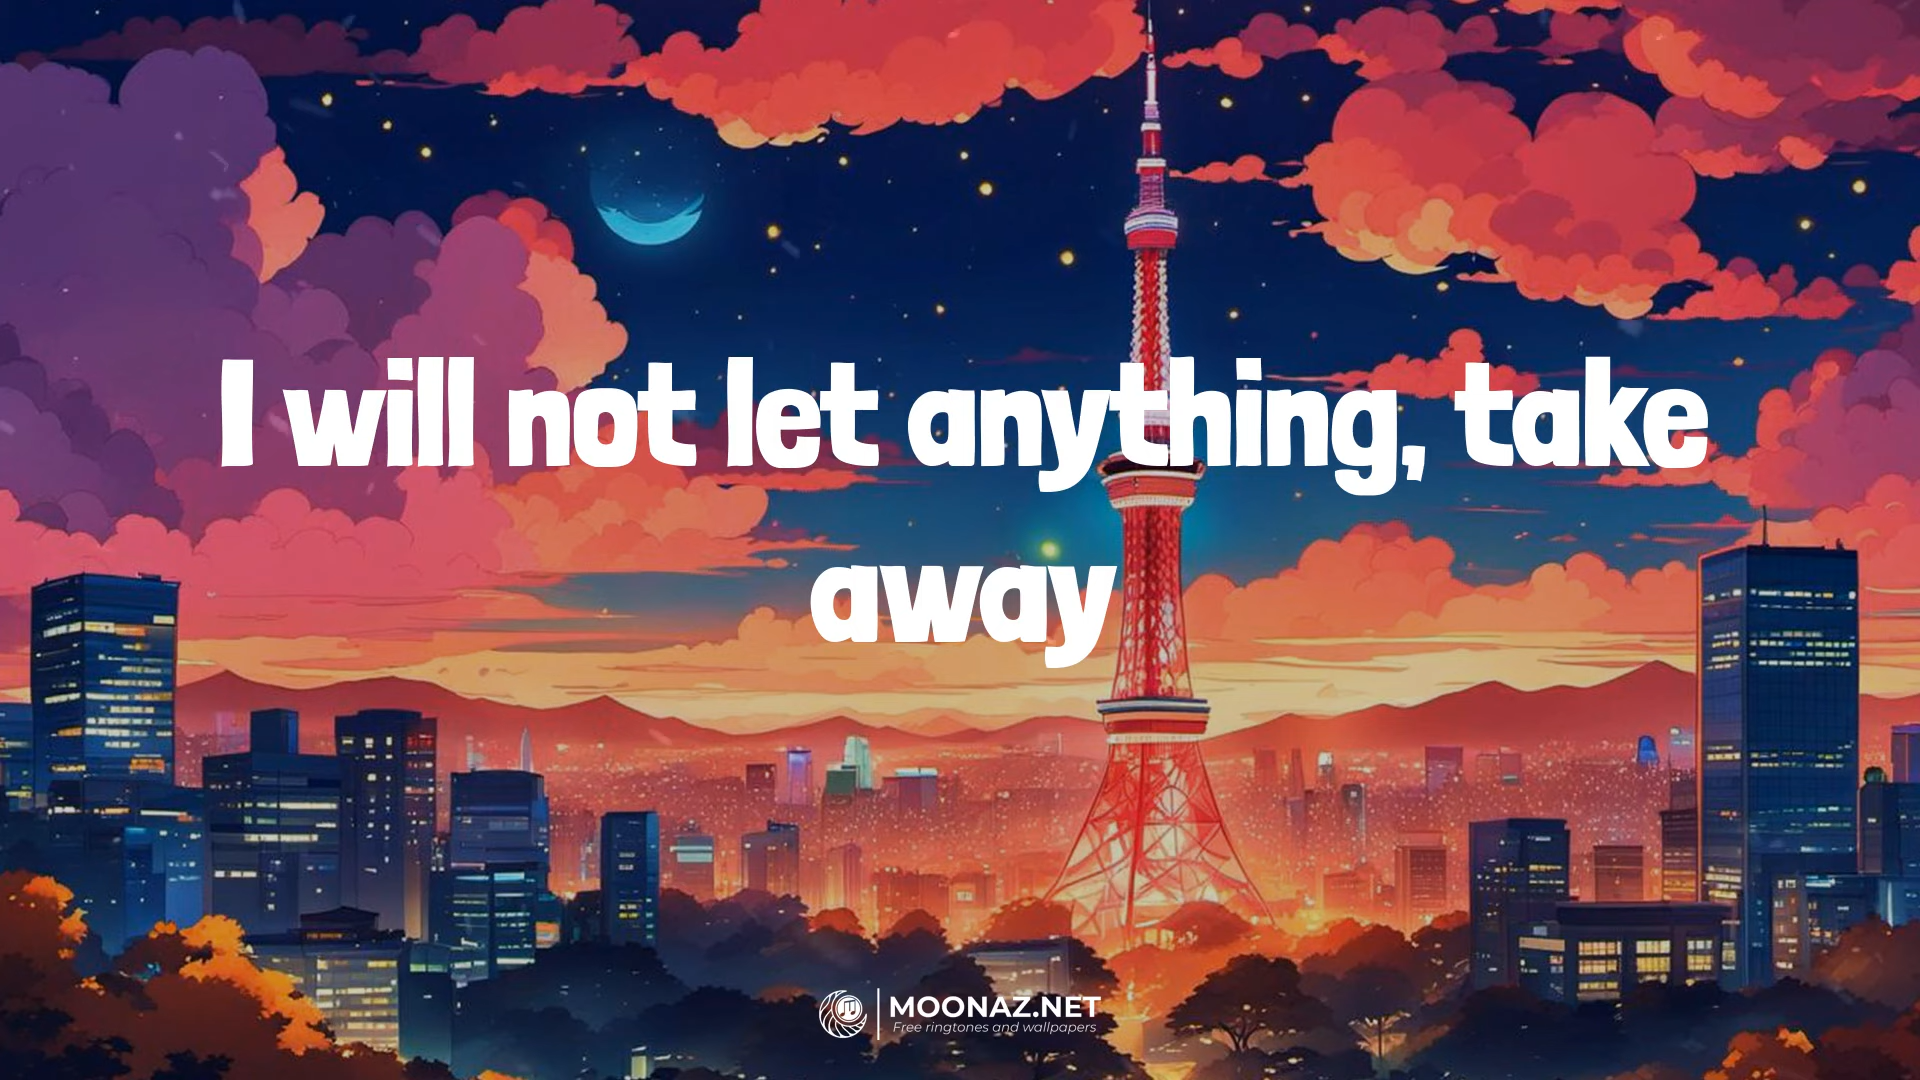 I will not let anything, take
away
MOONAZ.NET
Free ringtones and wallpapers